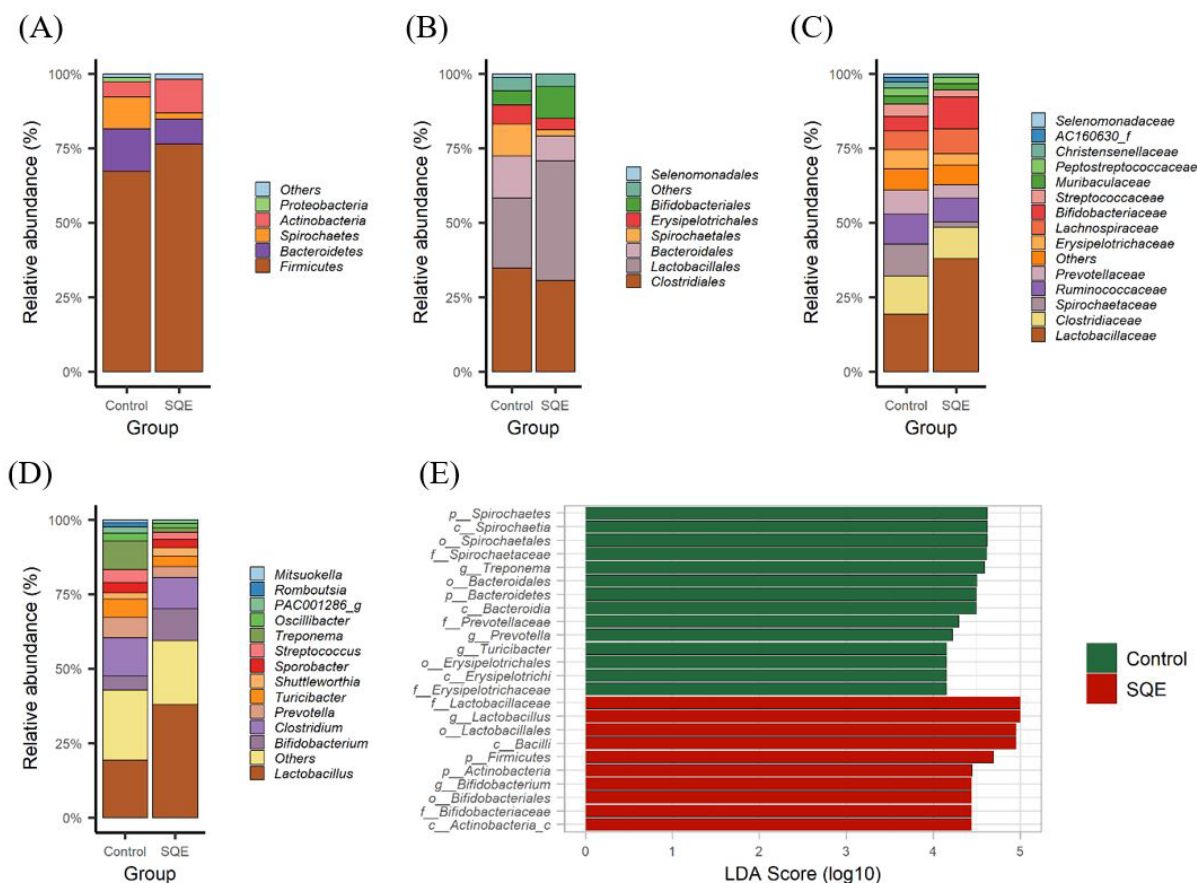 (A)
100%
75%
50%
25%
0%
Relative abundance (%)
Control SQE
Group
Others
Proteobacteria
Actinobacteria
Spirochaetes
Bacteroidetes
Firmicutes
(B)
100%
75%
50%
25%
0%
Relative abundance (%)
Control SQE
Group
Selenomonadales
Others
Bifidobacteriales
Erysipelotrichales
Spirochaetales
Bacteroidales
Lactobacillales
Clostridiales
(C)
100%
75%
50%
25%
0%
Relative abundance (%)
Control SQE
Group
Selenomonadaceae
AC160630_f
Christensenellaceae
Peptostreptococcaceae
Muribaculaceae
Streptococcaceae
Bifidobacteriaceae
Lachnospiraceae
Erysipelotrichaceae
Others
Prevotellaceae
Ruminococcaceae
Spirochaetaceae
Clostridiaceae
Lactobacillaceae
(D)
100%
75%
50%
25%
0%
Relative abundance (%)
Control SQE
Group
Mitsuokella
Romboutsia
PAC001286_g
Oscillibacter
Treponema
Streptococcus
Sporobacter
Shuttleworthia
Turicibacter
Prevotella
Clostridium
Bifidobacterium
Others
Lactobacillus
(E)
p__Spirochaetes
c__Spirochaetia
o__Spirochaetales
f__Spirochaetaceae
g__Treponema
o__Bacteroidales
p__Bacteroidetes
c__Bacteroidia
f__Prevotellaceae
g__Prevotella
g__Turicibacter
o__Erysipelotrichales
c__Erysipelotrichi
f__Erysipelotrichaceae
f__Lactobacillaceae
g__Lactobacillus
o__Lactobacillales
c__Bacilli
p__Firmicutes
p__Actinobacteria
g__Bifidobacterium
o__Bifidobacteriales
f__Bifidobacteriaceae
c__Actinobacteria_c
0 1 2 3 4 5
LDA Score (log10)
Control
SQE